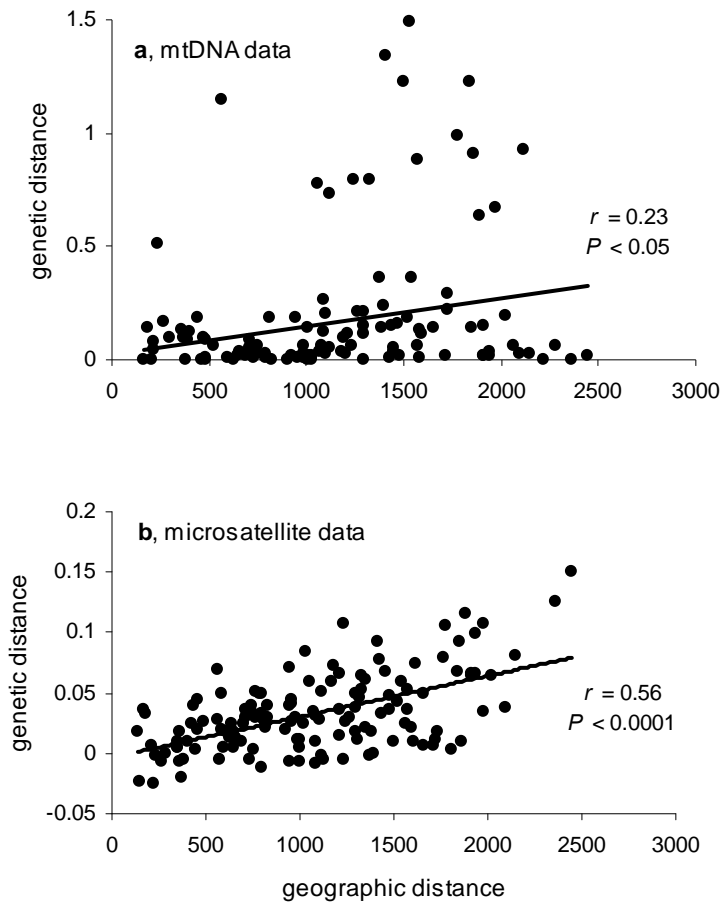 1.5
a, mtDNA data
1
genetic distance
r = 0.23
0.5
P < 0.05
0
0 500 1000 1500 2000 2500 3000
0.2
b, microsatellite data
0.15
0.1
genetic distance
0.05
r = 0.56
P < 0.0001
0
-0.05
0 500 1000 1500 2000 2500 3000
geographic distance